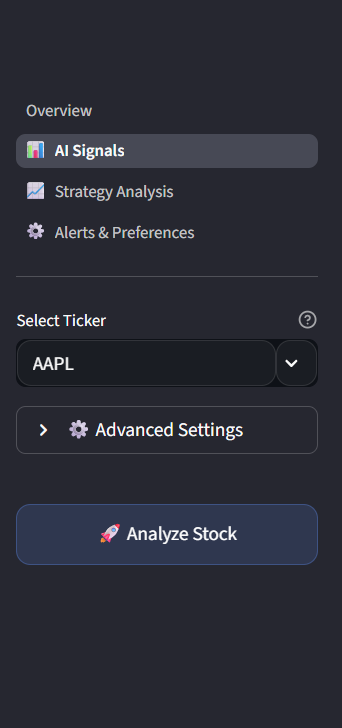 Overview
📊 AI Signals
📈 Strategy Analysis
⚙️ Alerts & Preferences
Select Ticker
AAPL
⚙️ Advanced Settings
🚀 Analyze Stock